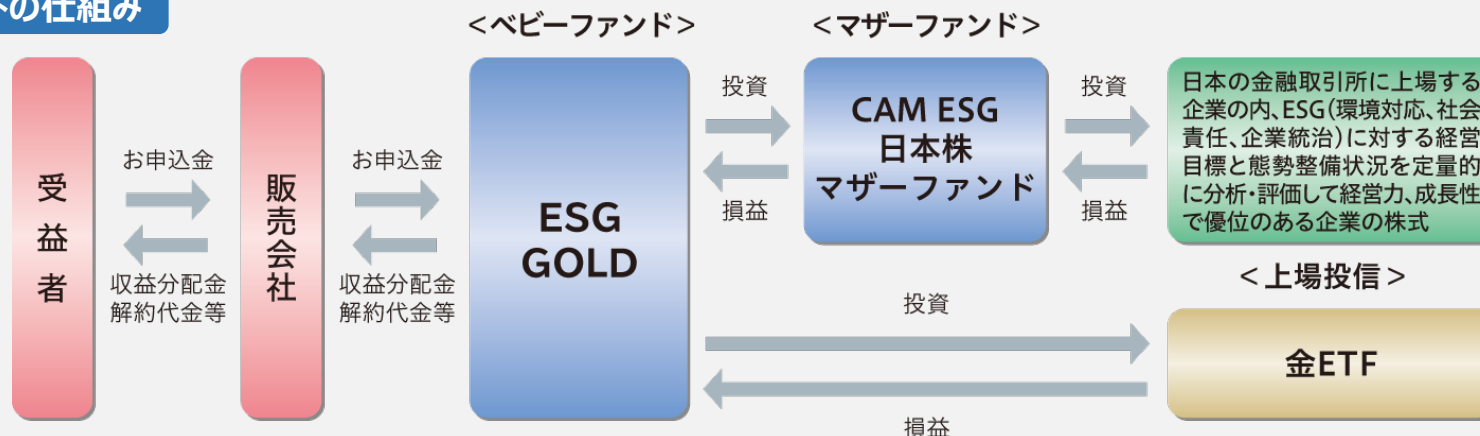 の仕組み
＜ベビーファンド＞
＜マザーファンド＞
受益者
お申込金
収益分配金
解約代金等
販売会社
お申込金
収益分配金
解約代金等
ESG
GOLD
投資
損益
CAM ESG
日本株
マザーファンド
投資
損益
日本の金融取引所に上場する
企業の内、ESG（環境対応、社会
責任、企業統治）に対する経営
目標と態勢整備状況を定量的
に分析・評価して経営力、成長性
で優位のある企業の株式
＜上場投信＞
投資
損益
金ETF